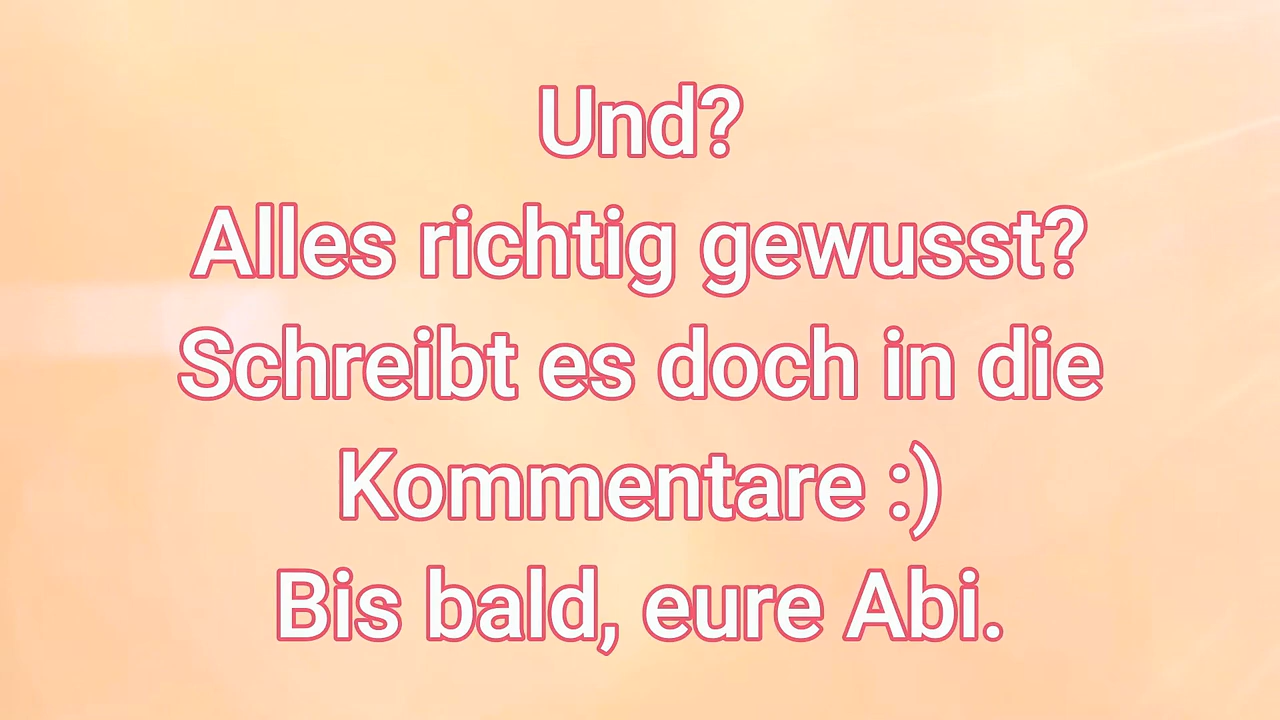 Und?
Alles richtig gewusst?
Schreibt es doch in die
Kommentare :)
Bis bald, eure Abi.